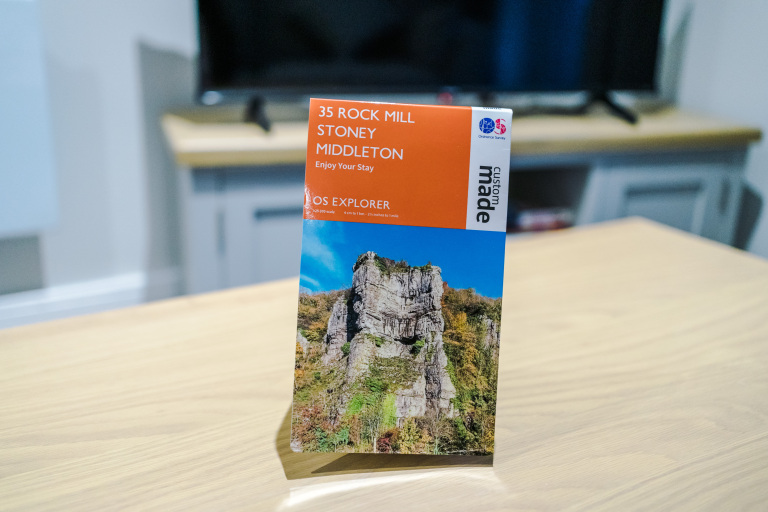 35 ROCK MILL
STONEY
MIDDLETON
Enjoy Your Stay
OS EXPLORER
custom
made